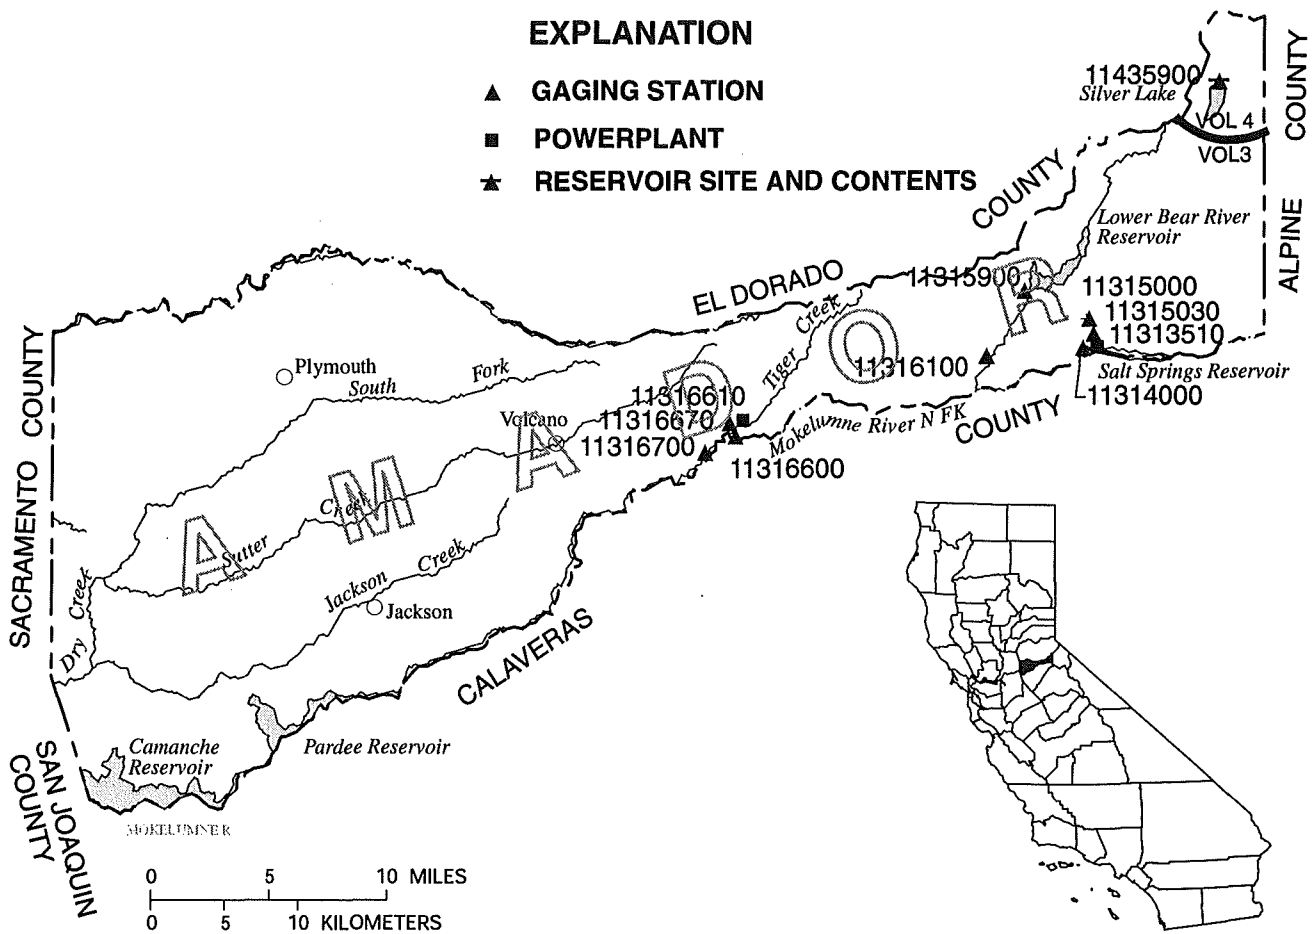 EXPLANATION
GAGING STATION
POWERPLANT
RESERVOIR SITE AND CONTENTS
11435900
Silver Lake
VOL 4
VOL3
COUNTY
ALPINE
COUNTY
Lower Bear River
Reservoir
EL DORADO
11315900
11315000
11315030
11313510
Salt Springs Reservoir
11314000
11316100
Tiger Creek
Mokelumne River N FK
COUNTY
Plymouth
South Fork
Volcano
11316610
11316670
11316700
11316600
AMADOR
Sutter Creek
Jackson Creek
Jackson
Dry Creek
SACRAMENTO COUNTY
CALAVERAS
Camanche
Reservoir
Pardee Reservoir
SAN JOAQUIN
COUNTY
MOKELUMNE R
0 5 10 MILES
0 5 10 KILOMETERS